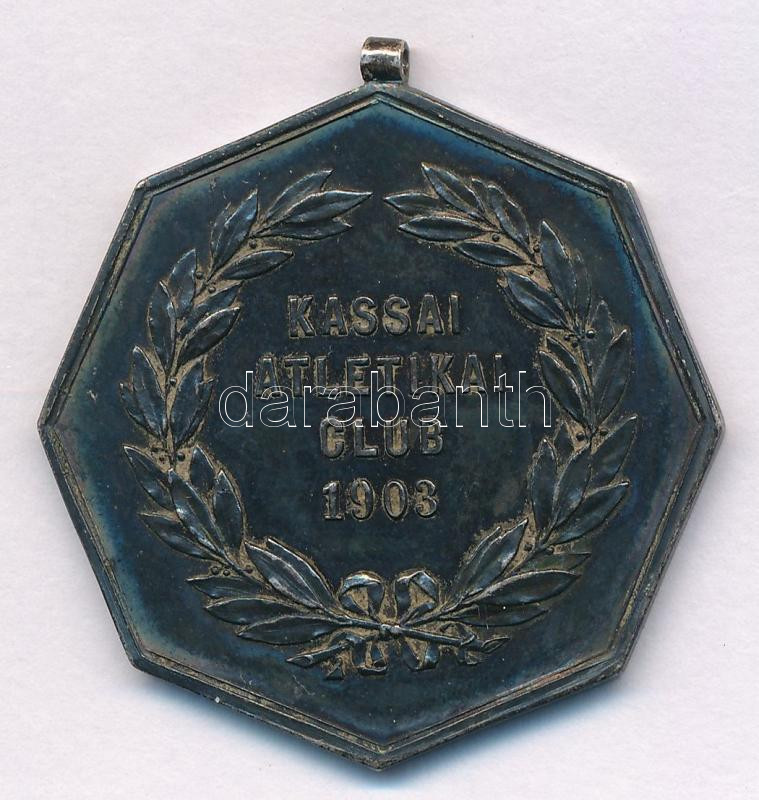 KASSAI
ATLETIKAI
CLUB
1903
darabanth